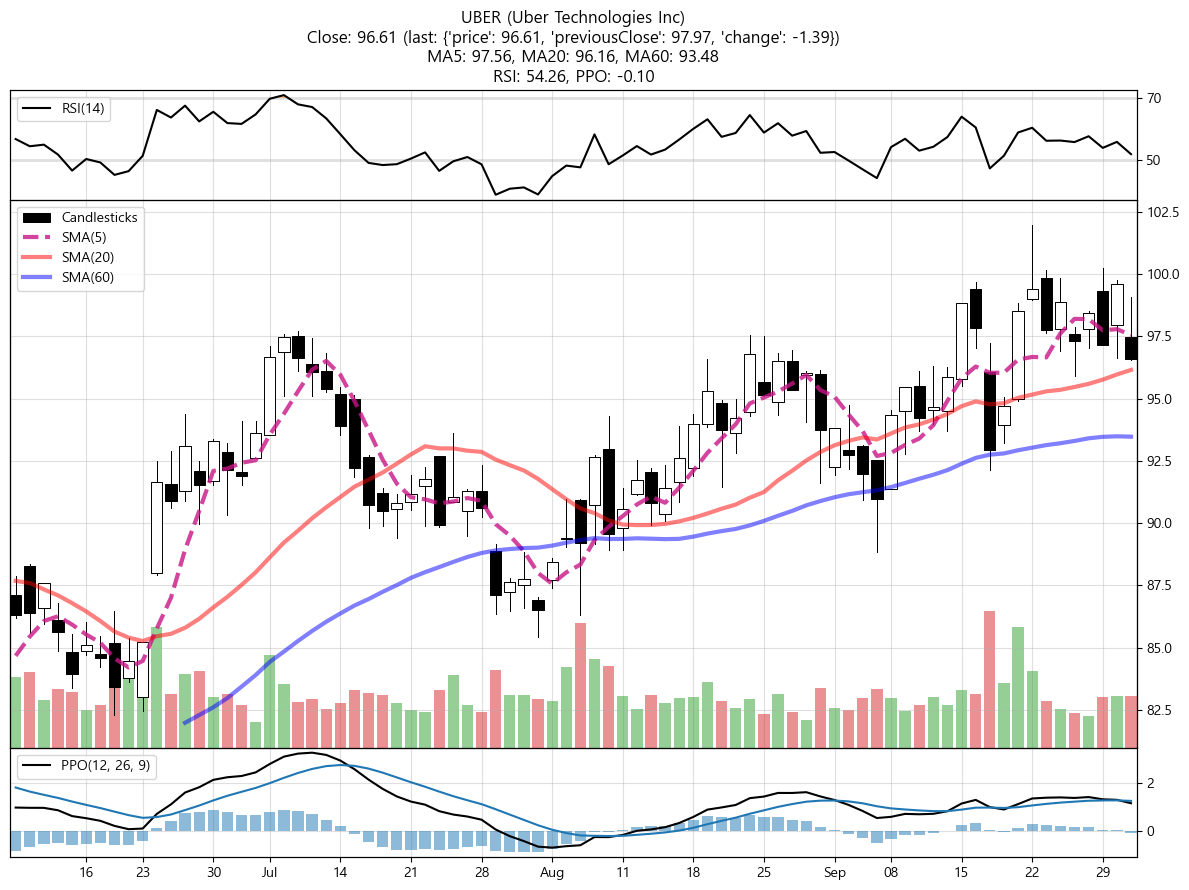 UBER (Uber Technologies Inc)
Close: 96.61 (last: {'price': 96.61, 'previousClose': 97.97, 'change': -1.39})
MA5: 97.56, MA20: 96.16, MA60: 93.48
RSI: 54.26, PPO: -0.10
RSI(14)
70
50
Candlesticks
SMA(5)
SMA(20)
SMA(60)
102.5
100.0
97.5
95.0
92.5
90.0
87.5
85.0
82.5
PPO(12, 26, 9)
2
0
16 23 30 Jul 14 21 28 Aug 11 18 25 Sep 08 15 22 29